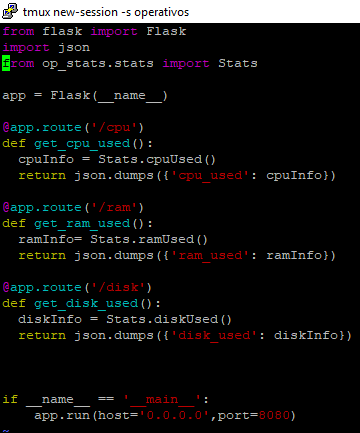 tmux new-session -s operativos
from flask import Flask
import json
from op_stats.stats import Stats
app = Flask(__name__)
@app.route('/cpu')
def get_cpu_used():
  cpuInfo = Stats.cpuUsed()
  return json.dumps({'cpu_used': cpuInfo})
@app.route('/ram')
def get_ram_used():
  ramInfo= Stats.ramUsed()
  return json.dumps({'ram_used': ramInfo})
@app.route('/disk')
def get_disk_used():
  diskInfo = Stats.diskUsed()
  return json.dumps({'disk_used': diskInfo})
if __name__ == '__main__':
    app.run(host='0.0.0.0',port=8080)
~